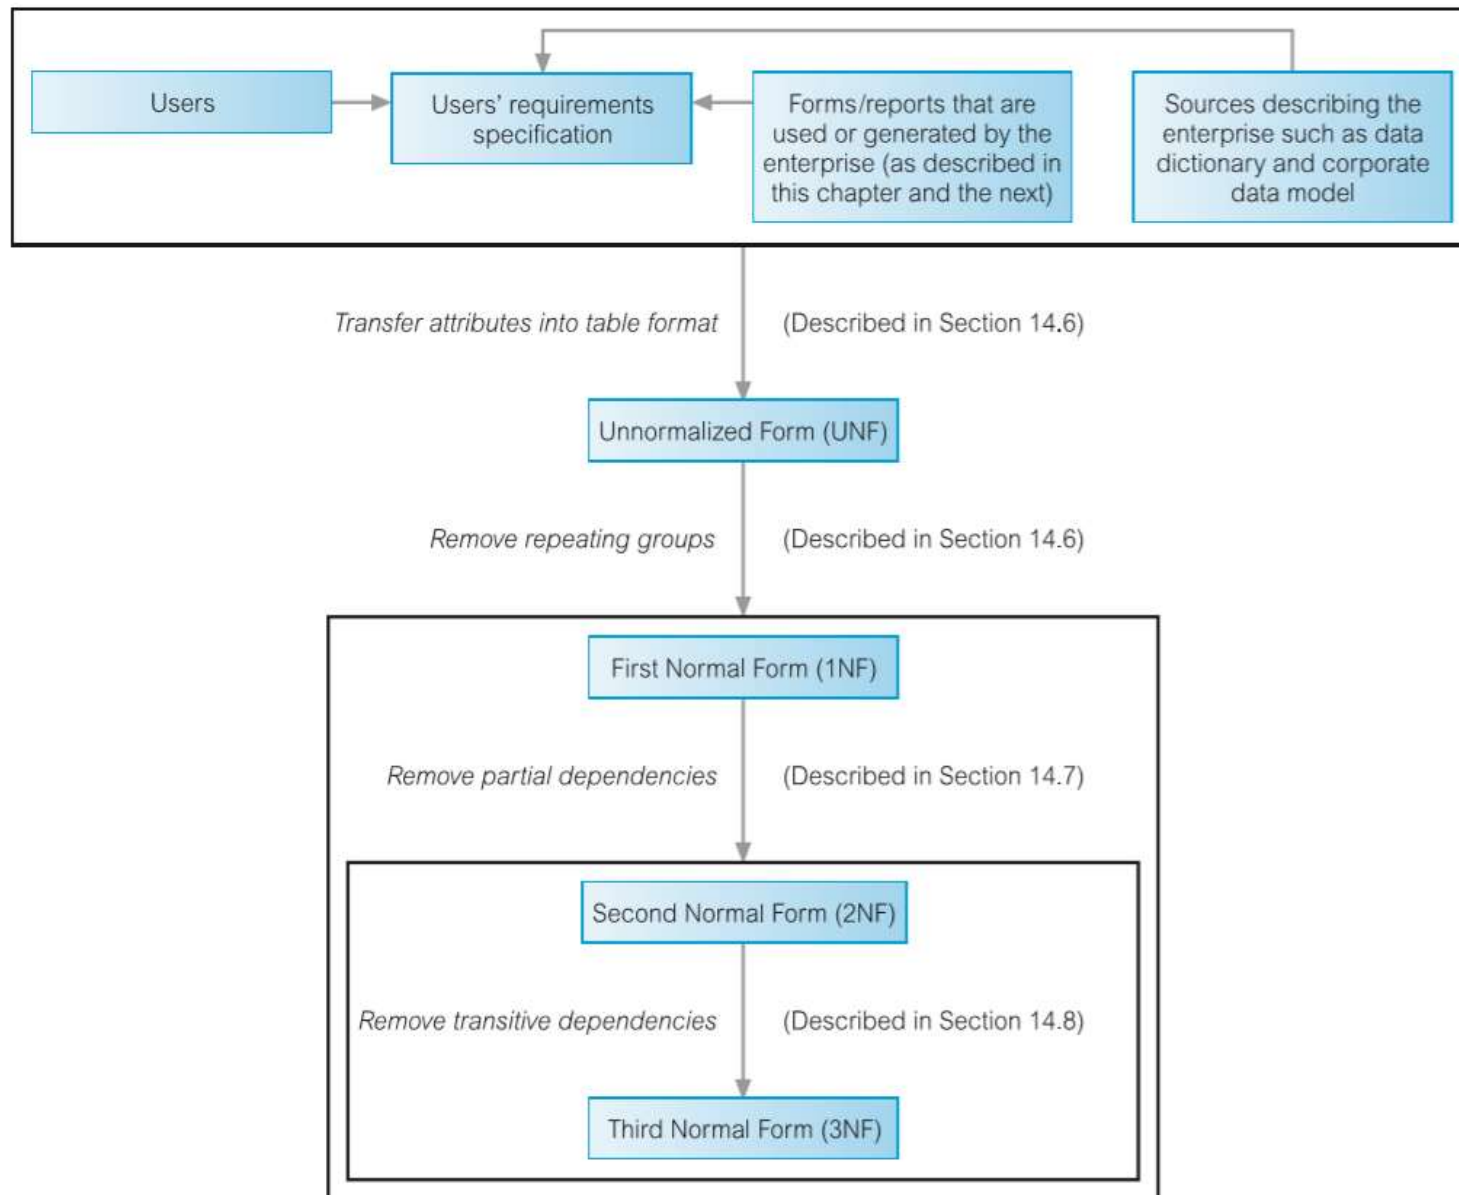 Users
Users’ requirements
specification
Forms/reports that are
used or generated by the
enterprise (as described in
this chapter and the next)
Sources describing the
enterprise such as data
dictionary and corporate
data model
Transfer attributes into table format
(Described in Section 14.6)
Unnormalized Form (UNF)
Remove repeating groups
(Described in Section 14.6)
First Normal Form (1NF)
Remove partial dependencies
(Described in Section 14.7)
Second Normal Form (2NF)
Remove transitive dependencies
(Described in Section 14.8)
Third Normal Form (3NF)